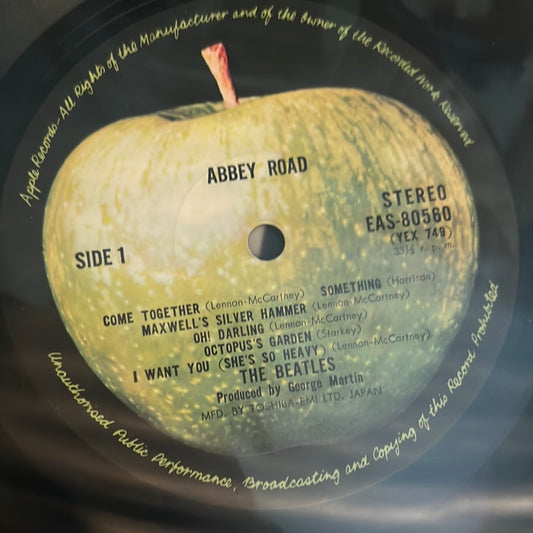 Apple Records-All Rights of the Manufacturer and of the Owner of the Recorded Work Reserved
ABBEY ROAD
STEREO
EAS-80560
(YEX 749)
33⅓ r. p. m.
SIDE 1
COME TOGETHER (Lennon-McCartney) SOMETHING (Harrison)
MAXWELL'S SILVER HAMMER (Lennon-McCartney)
OH! DARLING (Lennon-McCartney)
OCTOPUS'S GARDEN (Starkey)
I WANT YOU (SHE'S SO HEAVY) (Lennon-McCartney)
THE BEATLES
Produced by George Martin
MFD. BY TOSHIBA-EMI LTD. JAPAN
Unauthorised Public Performance, Broadcasting and Copying of this Record Prohibited